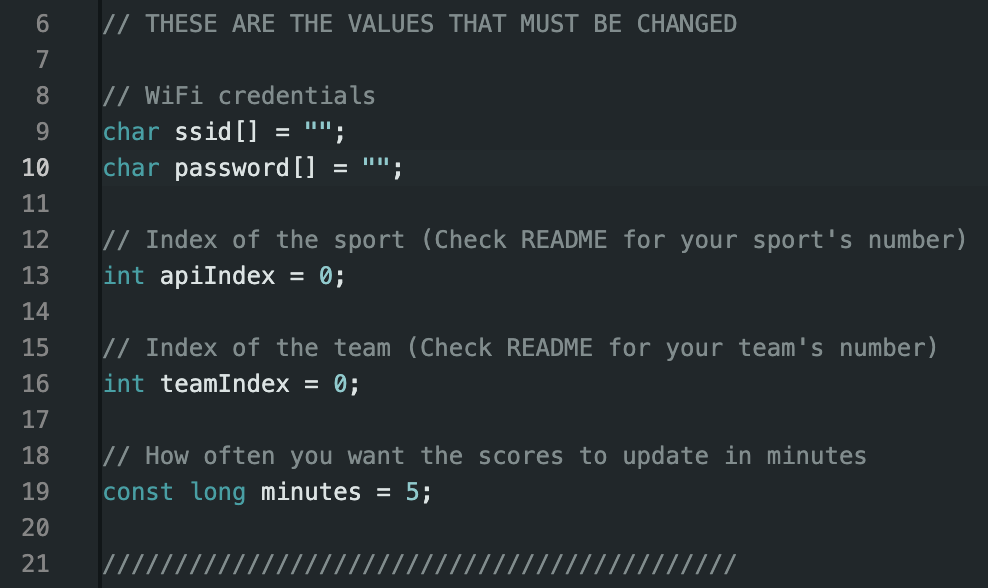 6 // THESE ARE THE VALUES THAT MUST BE CHANGED
7
8 // WiFi credentials
9 char ssid[] = "";
10 char password[] = "";
11
12 // Index of the sport (Check README for your sport's number)
13 int apiIndex = 0;
14
15 // Index of the team (Check README for your team's number)
16 int teamIndex = 0;
17
18 // How often you want the scores to update in minutes
19 const long minutes = 5;
20
21 ////////////////////////////////////////////